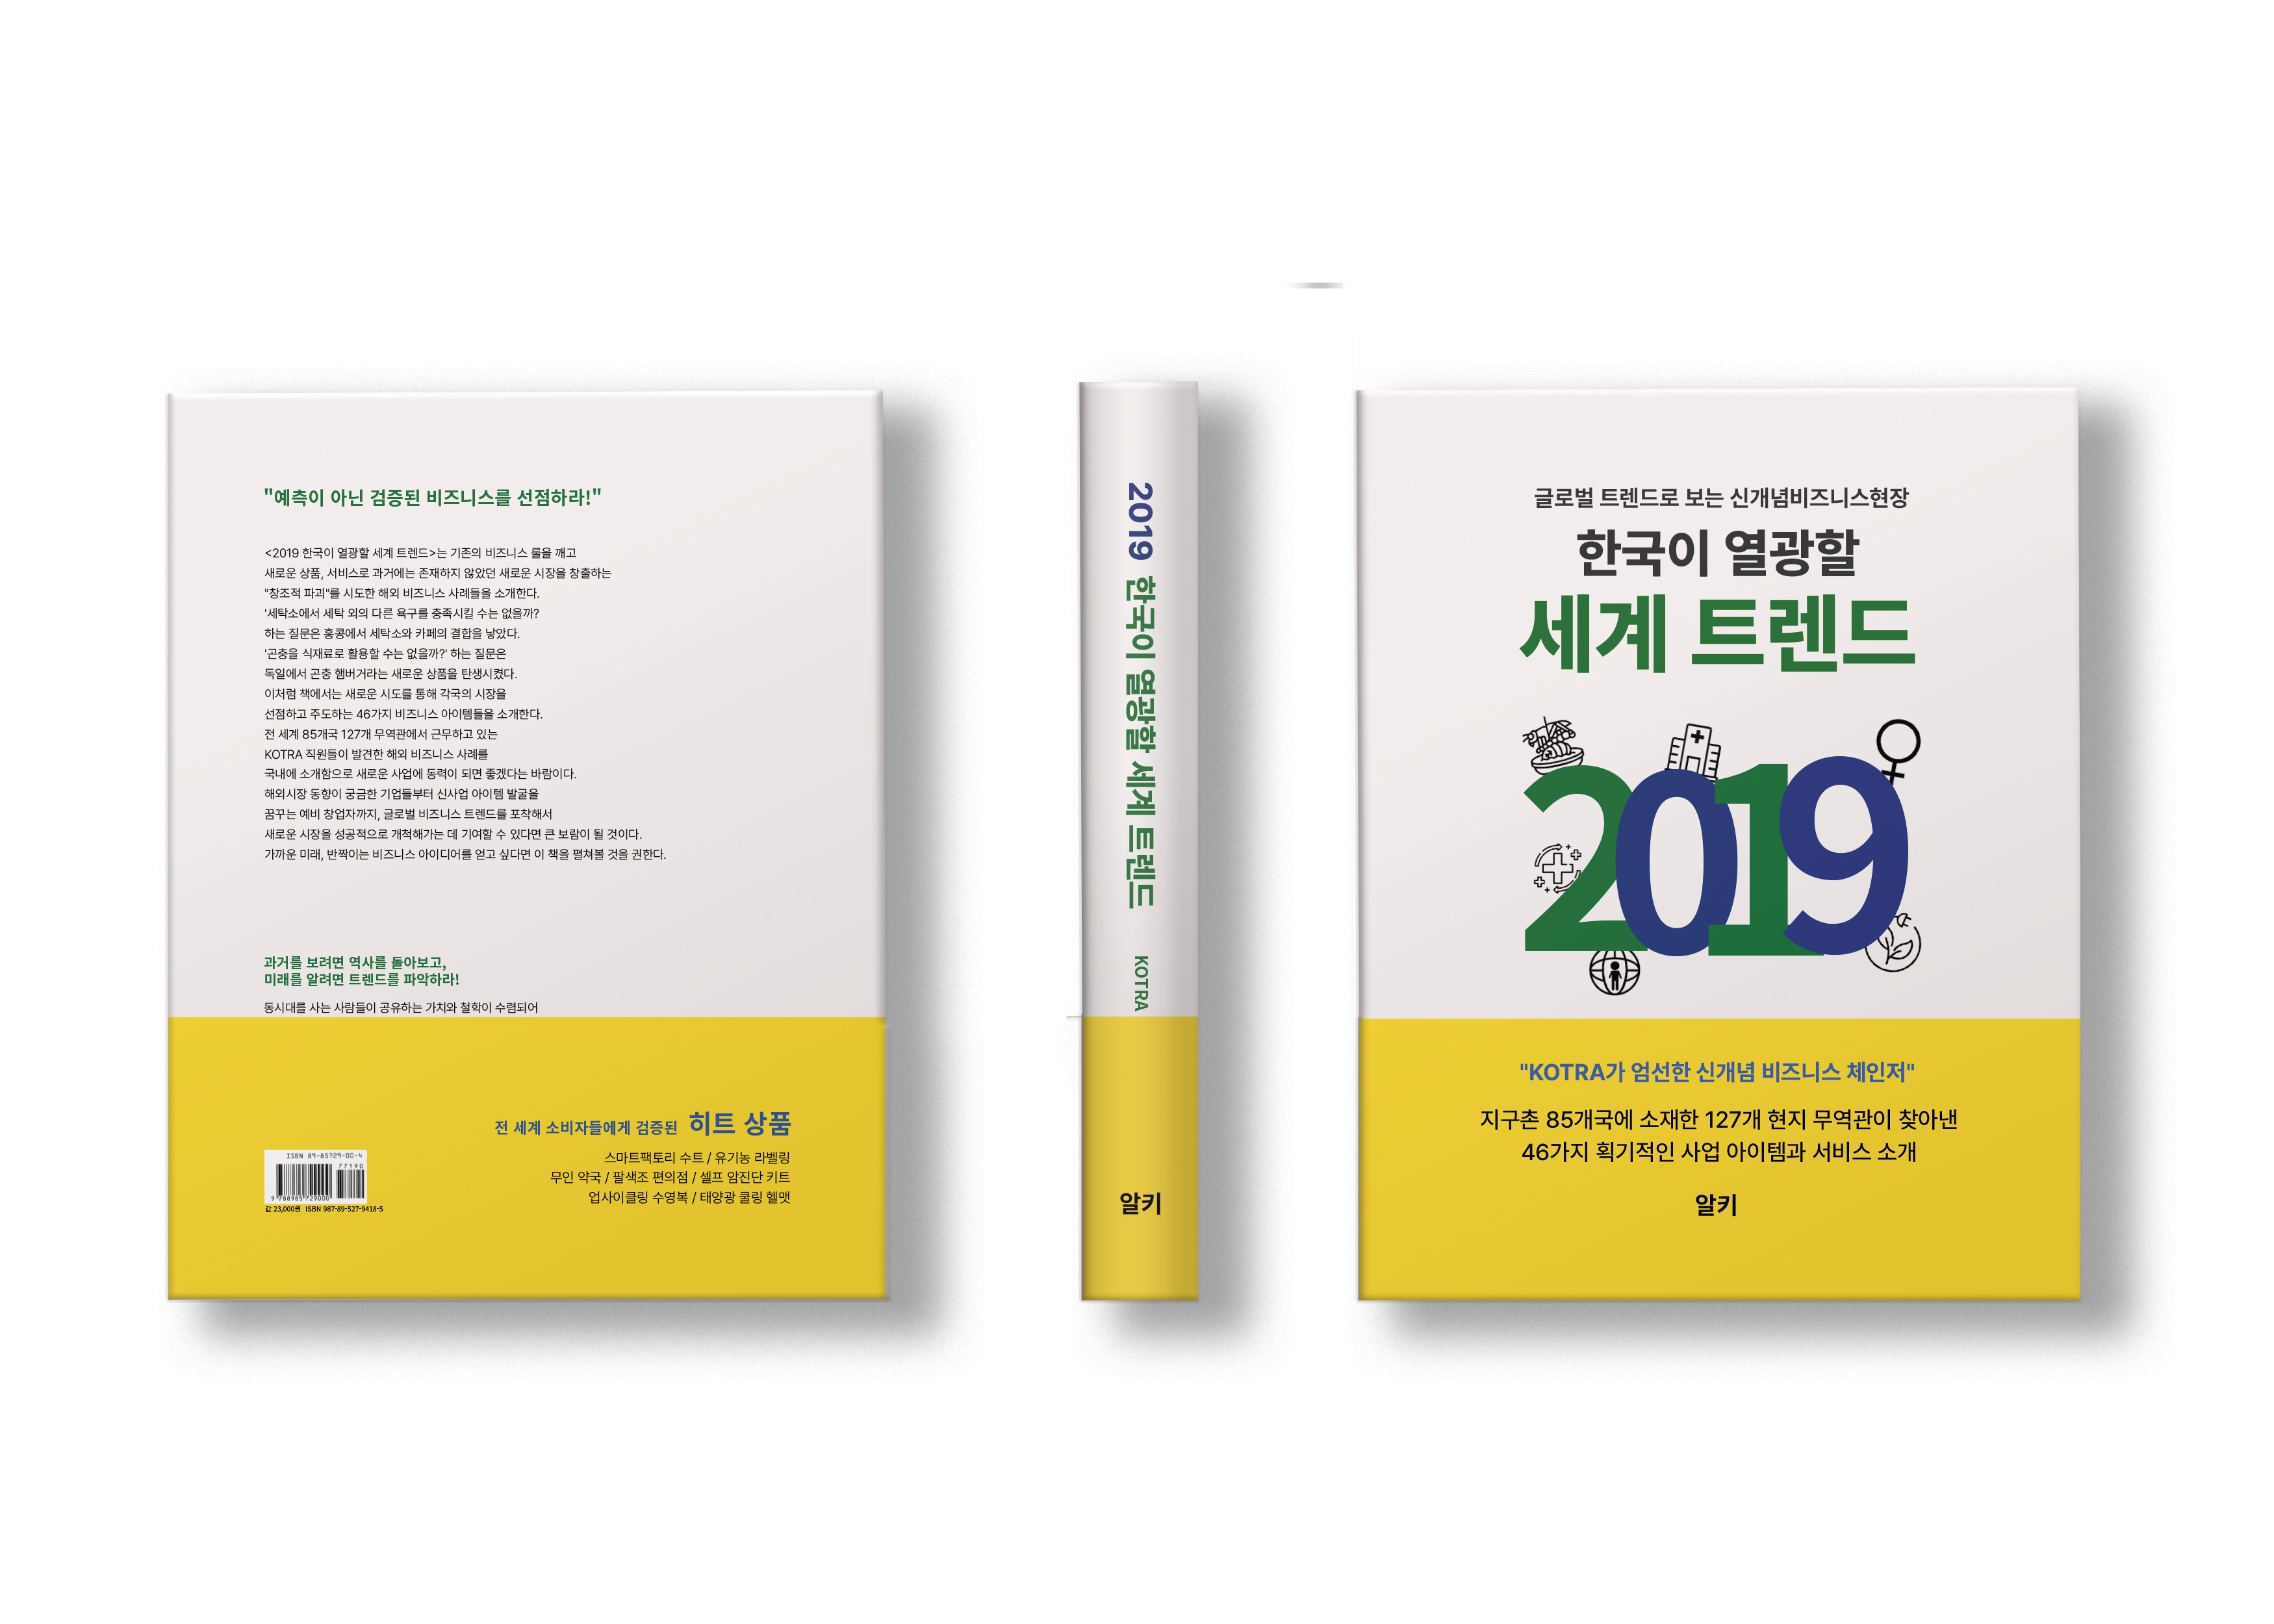 "예측이 아닌 검증된 비즈니스를 선점하라!"
<2019 한국이 열광할 세계 트렌드>는 기존의 비즈니스 룰을 깨고
새로운 상품, 서비스로 과거에는 존재하지 않았던 새로운 시장을 창출하는
"창조적 파괴"를 시도한 해외 비즈니스 사례들을 소개한다.
'세탁소에서 세탁 외의 다른 욕구를 충족시킬 수는 없을까?
하는 질문은 홍콩에서 세탁소와 카페의 결합을 낳았다.
'곤충을 식재료로 활용할 수는 없을까?' 하는 질문은
독일에서 곤충 햄버거라는 새로운 상품을 탄생시켰다.
이처럼 책에서는 새로운 시도를 통해 각국의 시장을
선점하고 주도하는 46가지 비즈니스 아이템들을 소개한다.
전 세계 85개국 127개 무역관에서 근무하고 있는
KOTRA 직원들이 발견한 해외 비즈니스 사례를
국내에 소개함으로 새로운 사업에 동력이 되면 좋겠다는 바람이다.
해외시장 동향이 궁금한 기업들부터 신사업 아이템 발굴을
꿈꾸는 예비 창업자까지, 글로벌 비즈니스 트렌드를 포착해서
새로운 시장을 성공적으로 개척해가는 데 기여할 수 있다면 큰 보람이 될 것이다.
가까운 미래, 반짝이는 비즈니스 아이디어를 얻고 싶다면 이 책을 펼쳐볼 것을 권한다.
과거를 보려면 역사를 돌아보고,
미래를 알려면 트렌드를 파악하라!
동시대를 사는 사람들이 공유하는 가치와 철학이 수렴되어
전 세계 소비자들에게 검증된 히트 상품
스마트팩토리 수트 / 유기농 라벨링
무인 약국 / 팔색조 편의점 / 셀프 암진단 키트
업사이클링 수영복 / 태양광 쿨링 헬맷
ISBN 89-85729-00-4
77190
9 788985 729000
값 23,000원 ISBN 987-89-527-9418-5
2019 한국이 열광할 세계 트렌드
KOTRA
알키
글로벌 트렌드로 보는 신개념비즈니스현장
한국이 열광할
세계 트렌드
2019
"KOTRA가 엄선한 신개념 비즈니스 체인저"
지구촌 85개국에 소재한 127개 현지 무역관이 찾아낸
46가지 획기적인 사업 아이템과 서비스 소개
알키